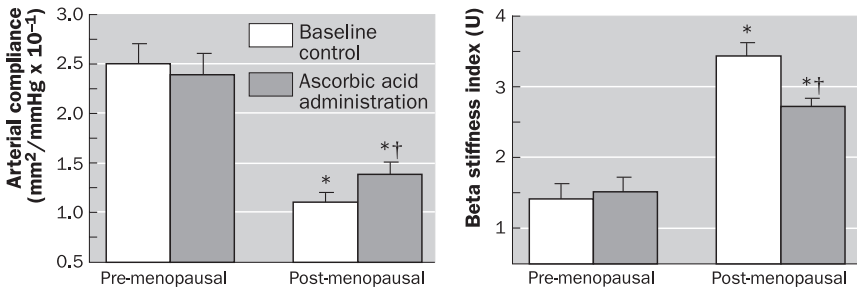 Arterial compliance
(mm²/mmHg x 10⁻¹)
3.0
2.5
2.0
1.5
1.0
0.5
Baseline
control
Ascorbic acid
administration
*
*†
Pre-menopausal
Post-menopausal
Beta stiffness index (U)
4
3
2
1
*
*†
Pre-menopausal
Post-menopausal